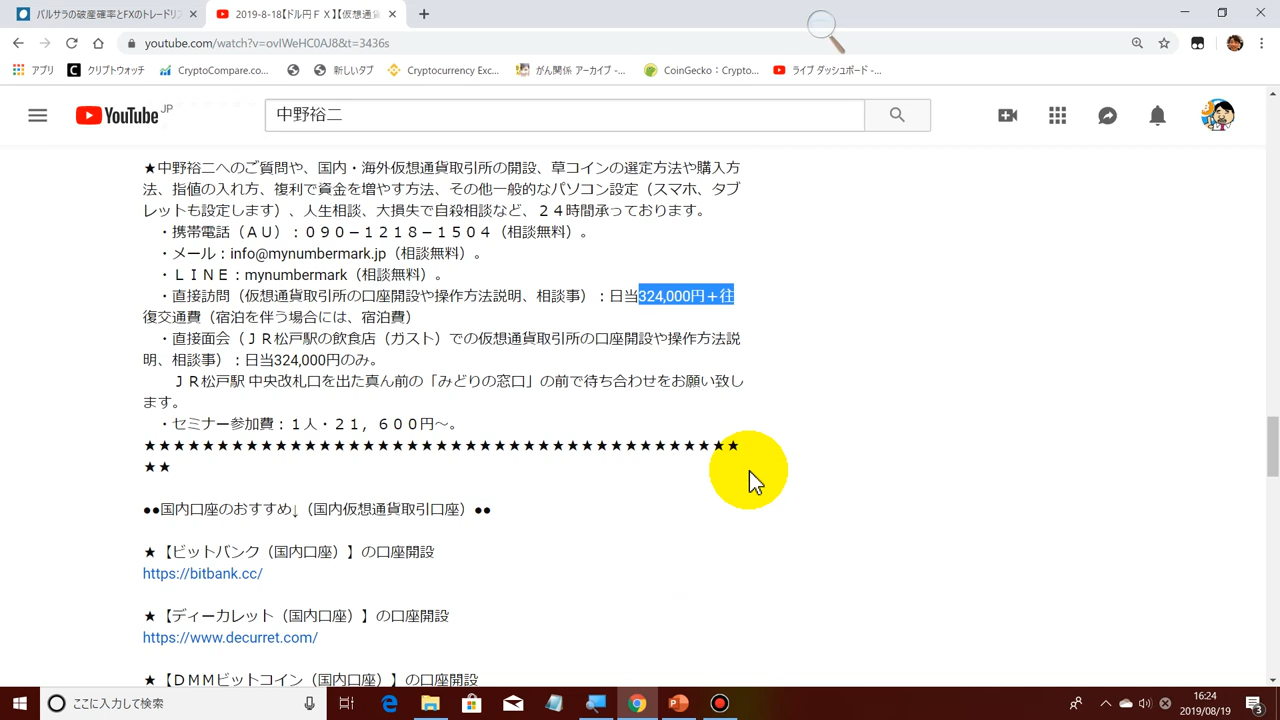 バルサラの破産確率とFXのトレードリス
2019-8-18【ドル円ＦＸ】【仮想通貨
youtube.com/watch?v=ovlWeHC0AJ8&t=3436s
アプリ
クリプトウォッチ
CryptoCompare.co...
新しいタブ
Cryptocurrency Exc...
がん関係 アーカイブ -...
CoinGecko：Crypto...
ライブ ダッシュボード -...
YouTube JP
中野裕二
★中野裕二へのご質問や、国内・海外仮想通貨取引所の開設、草コインの選定方法や購入方
法、指値の入れ方、複利で資金を増やす方法、その他一般的なパソコン設定（スマホ、タブ
レットも設定します）、人生相談、大損失で自殺相談など、２４時間承っております。
・携帯電話（ＡＵ）：０９０－１２１８－１５０４（相談無料）。
・メール：info@mynumbermark.jp（相談無料）。
・ＬＩＮＥ：mynumbermark（相談無料）。
・直接訪問（仮想通貨取引所の口座開設や操作方法説明、相談事）：日当324,000円＋往
復交通費（宿泊を伴う場合には、宿泊費）
・直接面会（ＪＲ松戸駅の飲食店（ガスト）での仮想通貨取引所の口座開設や操作方法説
明、相談事）：日当324,000円のみ。
ＪＲ松戸駅 中央改札口を出た真ん前の「みどりの窓口」の前で待ち合わせをお願い致し
ます。
・セミナー参加費：１人・２１，６００円～。
★★★★★★★★★★★★★★★★★★★★★★★★★★★★★★★★★★★★★★★★★
★★
●●国内口座のおすすめ↓（国内仮想通貨取引口座）●●
★【ビットバンク（国内口座）】の口座開設
https://bitbank.cc/
★【ディーカレット（国内口座）】の口座開設
https://www.decurret.com/
★【ＤＭＭビットコイン（国内口座）】の口座開設
ここに入力して検索
16:24
2019/08/19
3